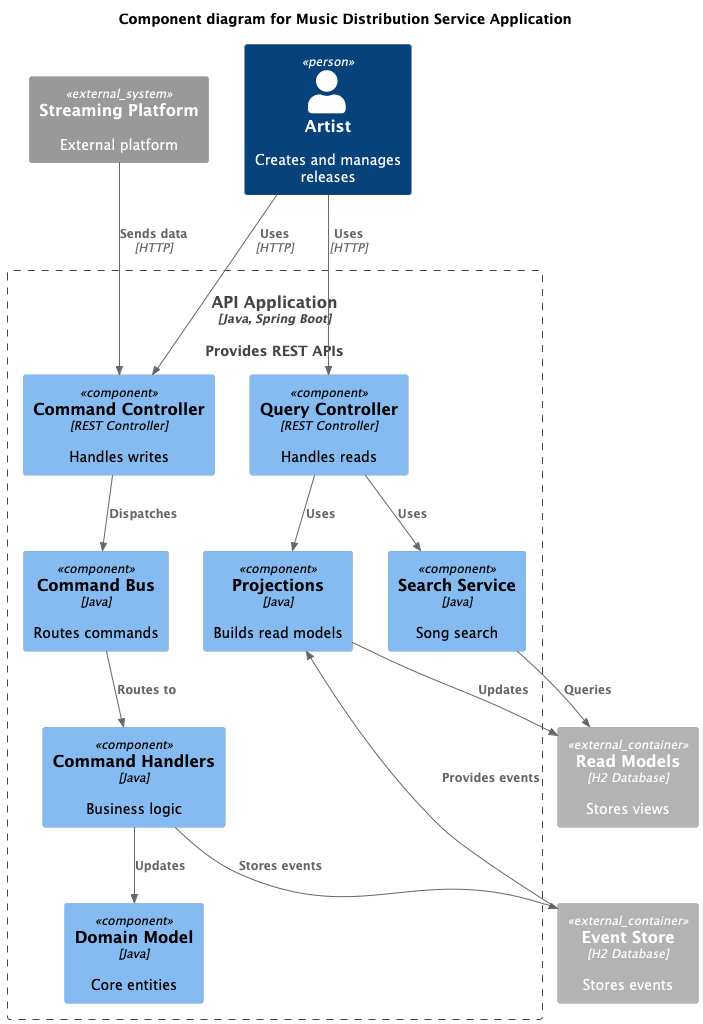 Component diagram for Music Distribution Service Application
«external_system»
Streaming Platform
External platform
«person»
Artist
Creates and manages
releases
Sends data
[HTTP]
Uses
[HTTP]
Uses
[HTTP]
API Application
[Java, Spring Boot]
Provides REST APIs
«component»
Command Controller
[REST Controller]
Handles writes
«component»
Query Controller
[REST Controller]
Handles reads
Dispatches
Uses
Uses
«component»
Command Bus
[Java]
Routes commands
«component»
Projections
[Java]
Builds read models
«component»
Search Service
[Java]
Song search
Routes to
Updates
Queries
«component»
Command Handlers
[Java]
Business logic
«external_container»
Read Models
[H2 Database]
Stores views
Provides events
Updates
Stores events
«component»
Domain Model
[Java]
Core entities
«external_container»
Event Store
[H2 Database]
Stores events